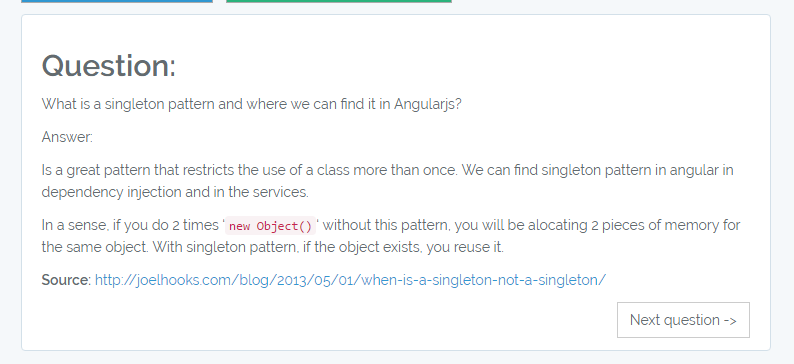 Question:
What is a singleton pattern and where we can find it in Angularjs?
Answer:
Is a great pattern that restricts the use of a class more than once. We can find singleton pattern in angular in
dependency injection and in the services.
In a sense, if you do 2 times 'new Object()' without this pattern, you will be alocating 2 pieces of memory for
the same object. With singleton pattern, if the object exists, you reuse it.
Source: http://joelhooks.com/blog/2013/05/01/when-is-a-singleton-not-a-singleton/
Next question ->